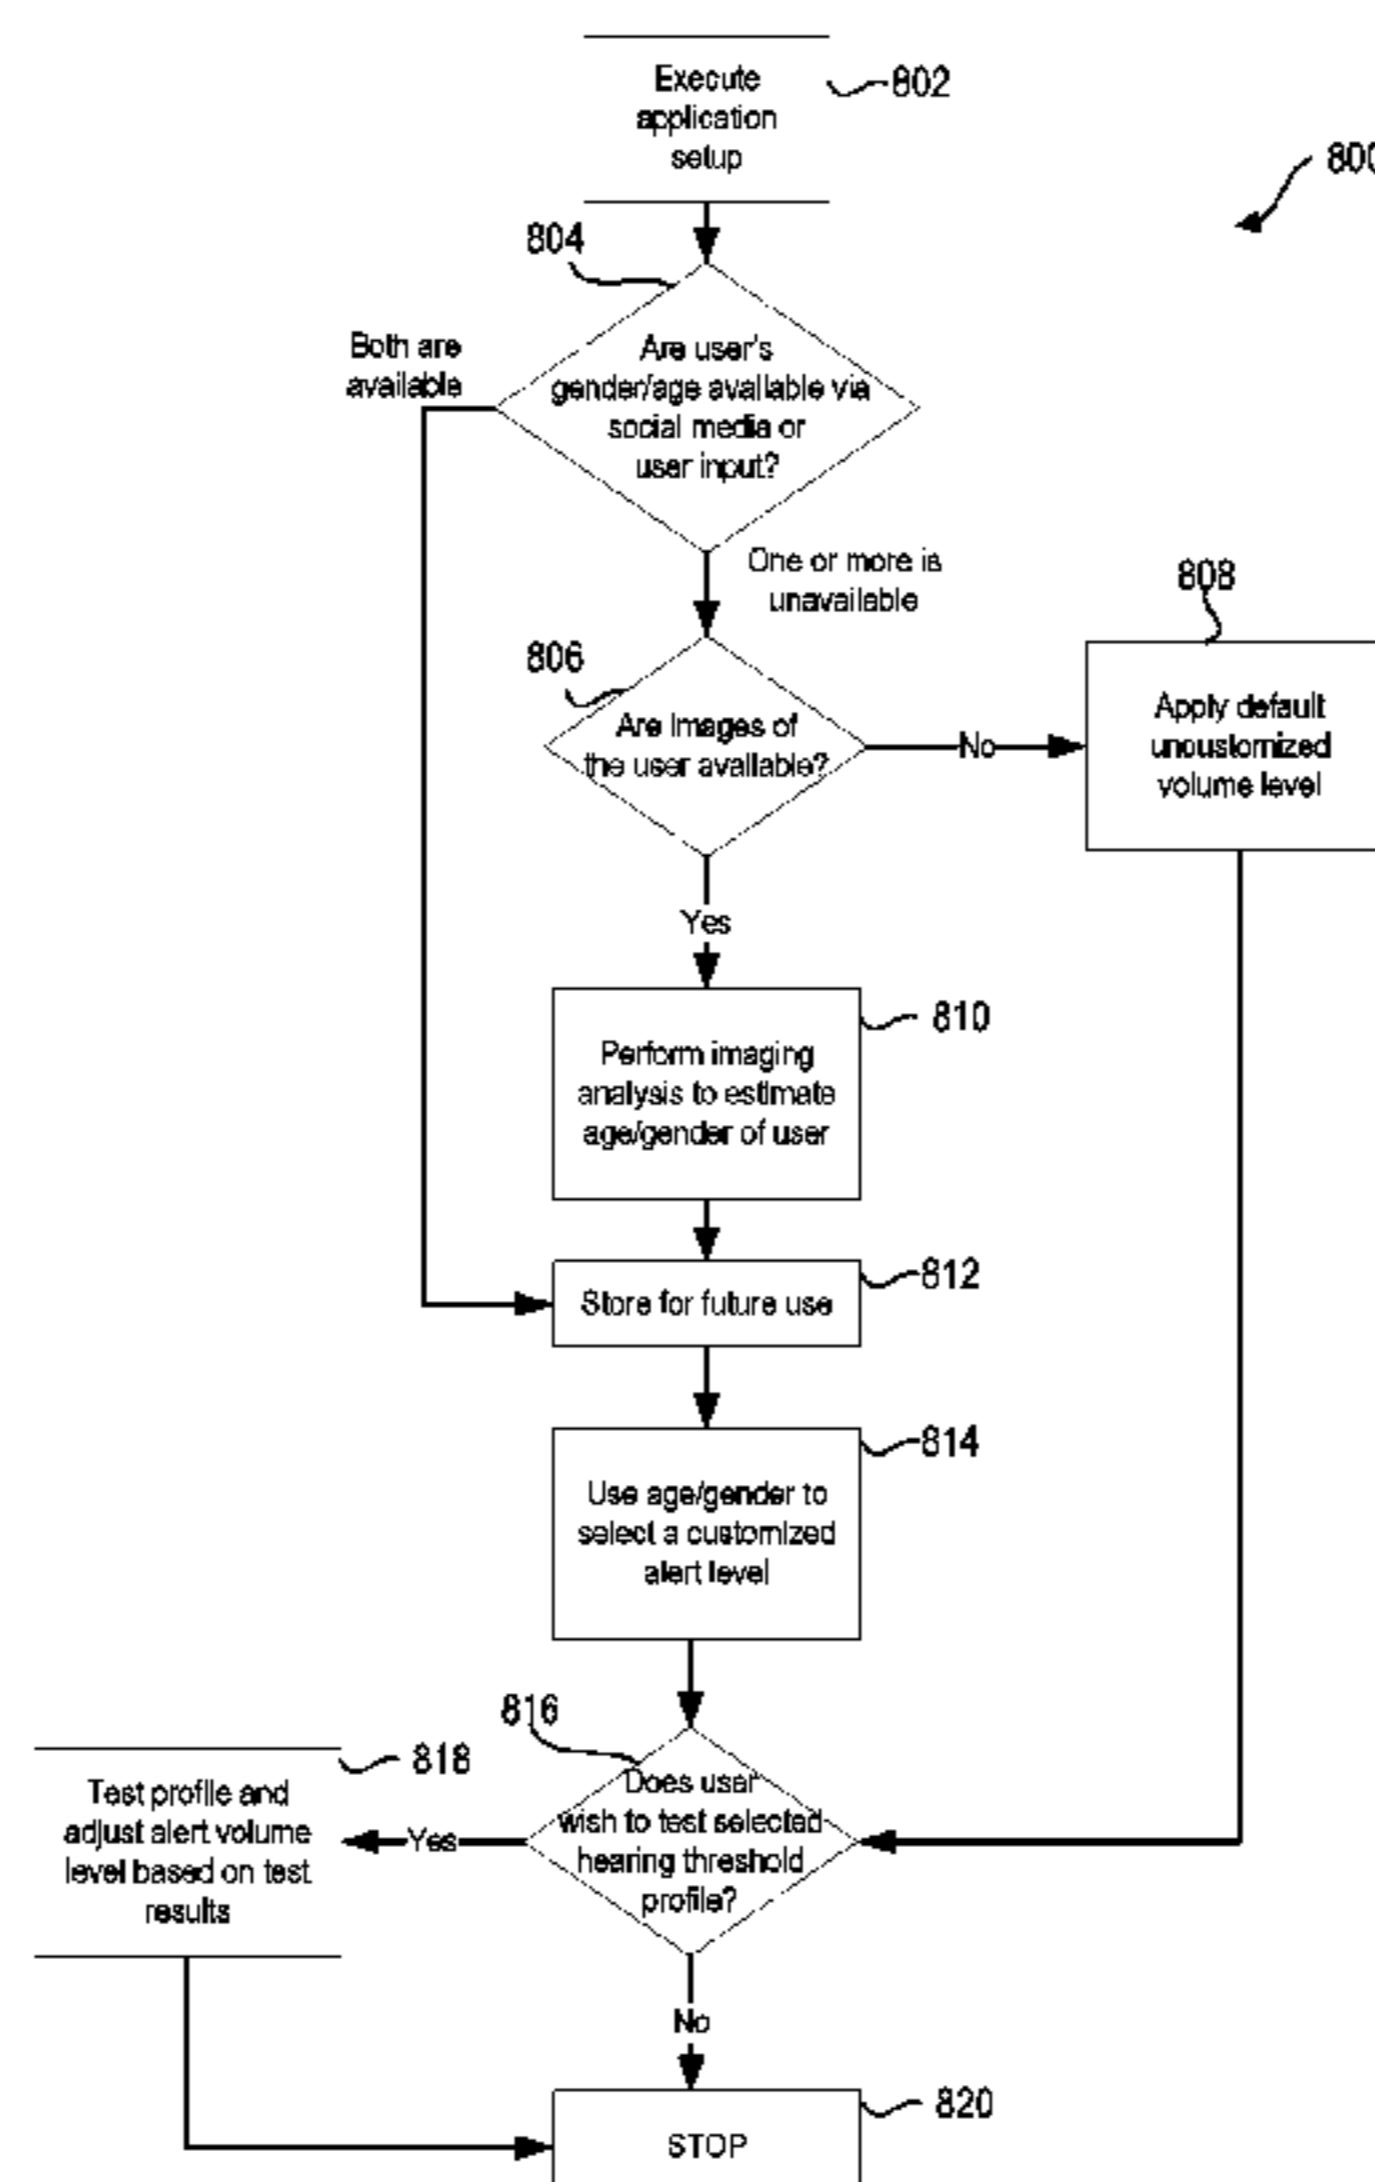 Execute
application
setup
802
800
804
Both are
available
Are user's
gender/age available via
social media or
user input?
One or more is
unavailable
806
Are images of
the user available?
No
808
Apply default
uncustomized
volume level
Yes
810
Perform imaging
analysis to estimate
age/gender of user
812
Store for future use
814
Use age/gender to
select a customized
alert level
816
Does user
wish to test selected
hearing threshold
profile?
Yes
818
Test profile and
adjust alert volume
level based on test
results
No
820
STOP